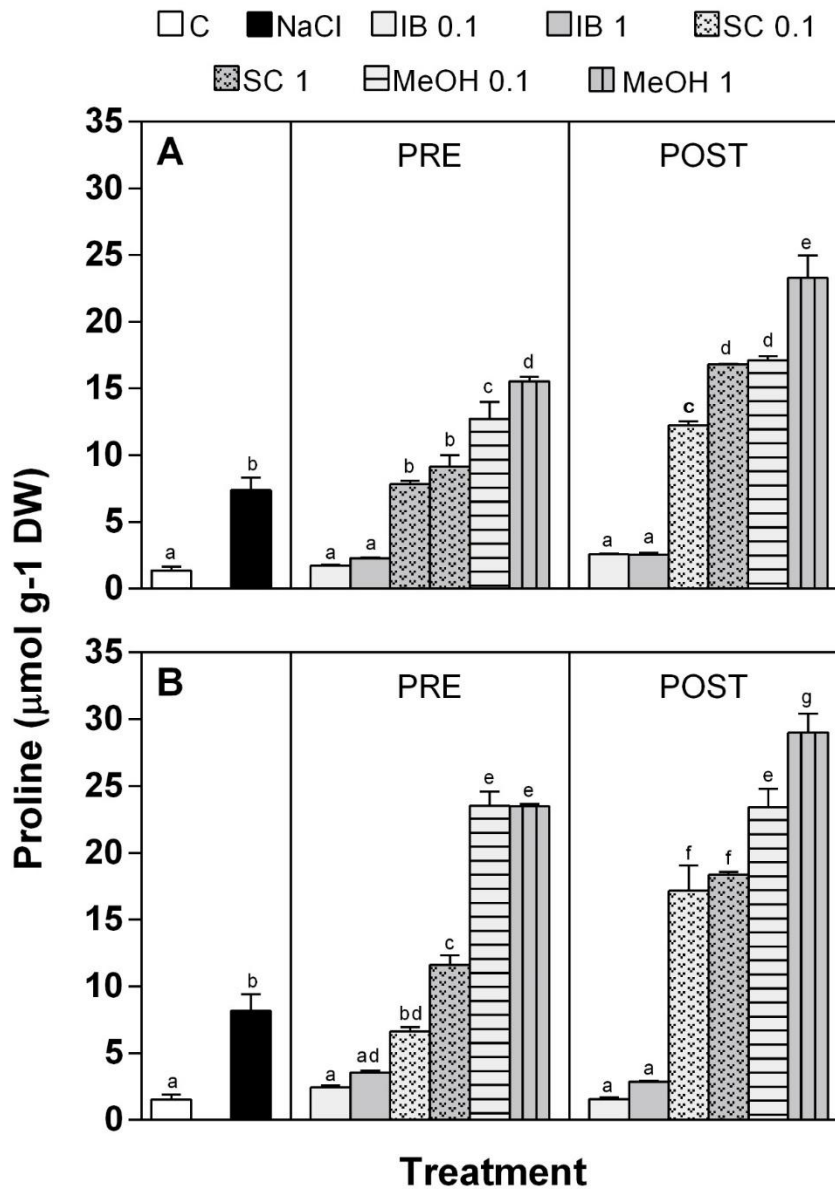 C NaCl IB 0.1 IB 1 SC 0.1
SC 1 MeOH 0.1 MeOH 1
Proline (μmol g-1 DW)
A PRE POST
35
30
25
20
15
10
5
0
a b a a b b c d a a c d d e
B PRE POST
35
30
25
20
15
10
5
0
a b a ad bd c e e a a f f e g
Treatment